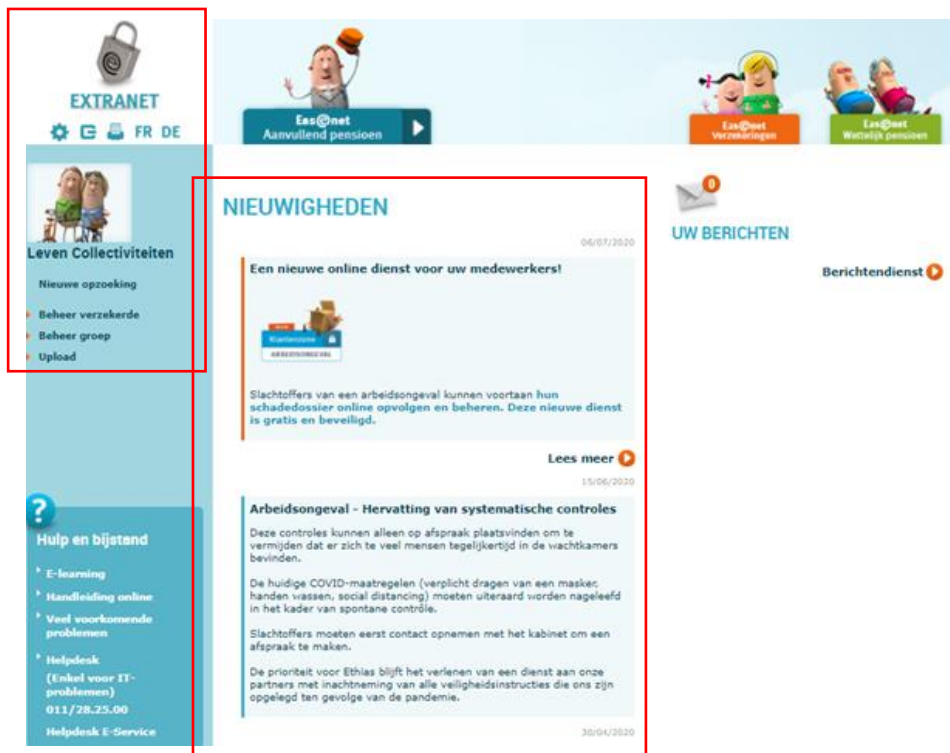 EXTRANET
FR DE
Eas@net
Aanvullend pensioen
Eas@net
Verzekeringen
Eas@net
Wettelijk pensioen
Leven Collectiviteiten
Nieuwe opzoeking
Beheer verzekerde
Beheer groep
Upload
?
Hulp en bijstand
E-learning
Handleiding online
Veel voorkomende
problemen
Helpdesk
(Enkel voor IT-
problemen)
011/28.25.00
Helpdesk E-Service
NIEUWIGHEDEN
06/07/2020
Een nieuwe online dienst voor uw medewerkers!
Klantenzone
ARBEIDSONGEVAL
Slachtoffers van een arbeidsongeval kunnen voortaan hun
schadedossier online opvolgen en beheren. Deze nieuwe dienst
is gratis en beveiligd.
Lees meer
15/06/2020
Arbeidsongeval - Hervatting van systematische controles
Deze controles kunnen alleen op afspraak plaatsvinden om te
vermijden dat er zich te veel mensen tegelijkertijd in de wachtkamers
bevinden.
De huidige COVID-maatregelen (verplicht dragen van een masker,
handen wassen, social distancing) moeten uiteraard worden nageleefd
in het kader van spontane contrôle.
Slachtoffers moeten eerst contact opnemen met het kabinet om een
afspraak te maken.
De prioriteit voor Ethias blijft het verlenen van een dienst aan onze
partners met inachtneming van alle veiligheidsinstructies die ons zijn
opgelegd ten gevolge van de pandemie.
30/04/2020
0
UW BERICHTEN
Berichtendienst